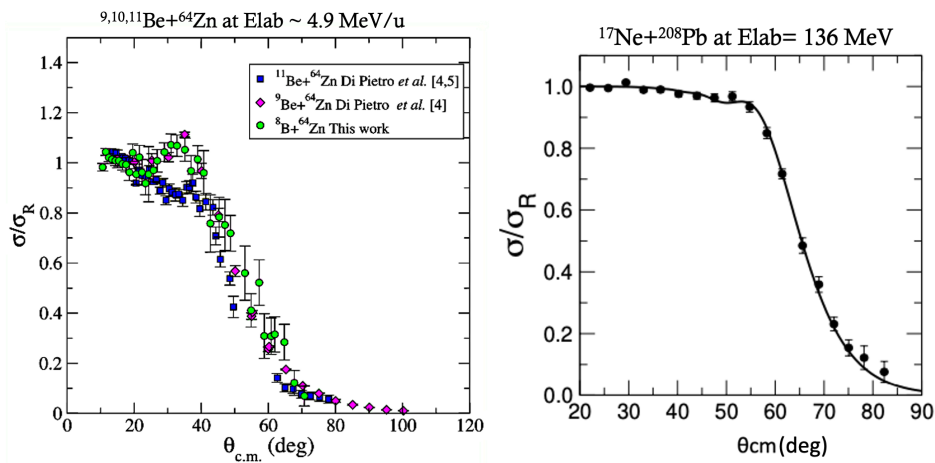 9,10,11Be+64Zn at Elab ~ 4.9 MeV/u
1.4
1.2
1
0.8
0.6
0.4
0.2
0
σ/σR
11Be+64Zn Di Pietro et al. [4,5]
9Be+64Zn Di Pietro et al. [4]
8B+64Zn This work
0 20 40 60 80 100 120
θc.m. (deg)
17Ne+208Pb at Elab= 136 MeV
1.0
0.8
0.6
0.4
0.2
0.0
σ/σR
20 30 40 50 60 70 80 90
θcm (deg)